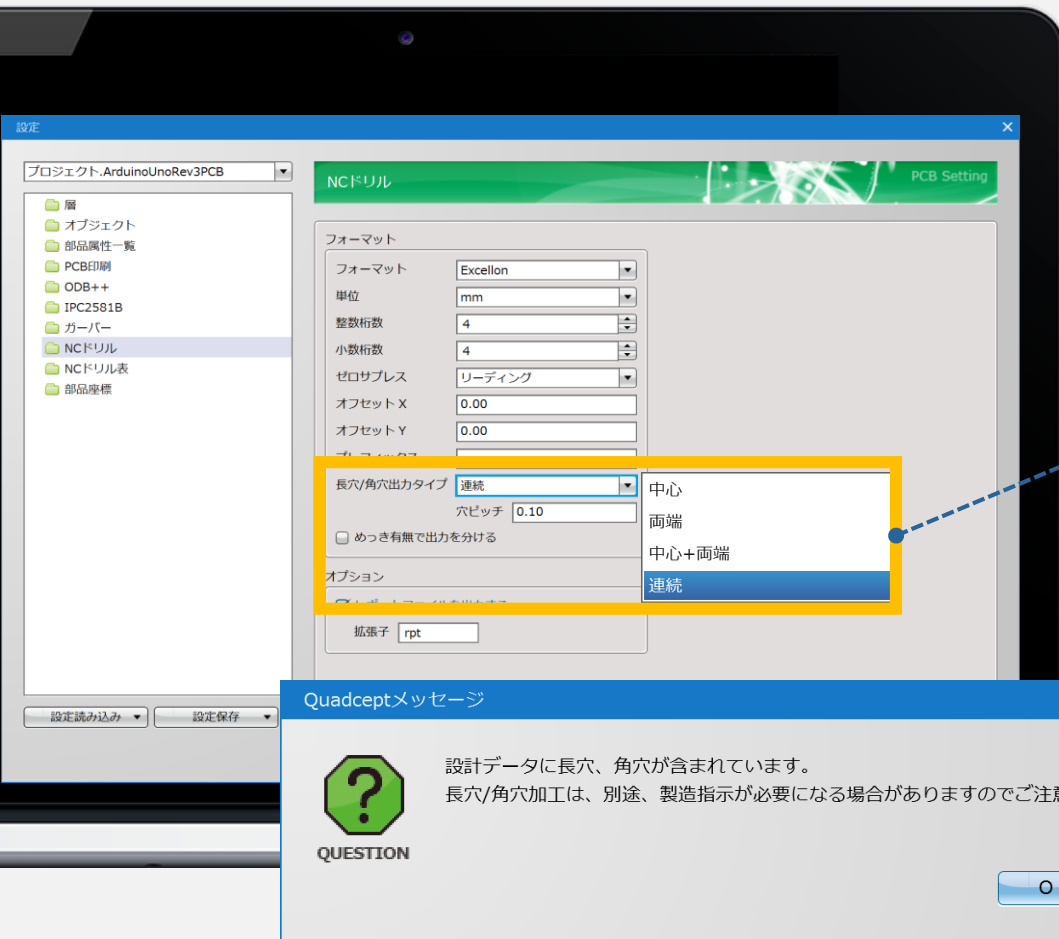 設定
プロジェクト.ArduinoUnoRev3PCB
層
オブジェクト
部品属性一覧
PCB印刷
ODB++
IPC2581B
ガーバー
NCドリル
NCドリル表
部品座標
設定読み込み
設定保存
NCドリル
PCB Setting
フォーマット
フォーマット Excellon
単位 mm
整数桁数 4
小数桁数 4
ゼロサプレス リーディング
オフセット X 0.00
オフセット Y 0.00
長穴/角穴出力タイプ 連続
穴ピッチ 0.10
めっき有無で出力を分ける
中心
両端
中心+両端
連続
オプション
拡張子 rpt
Quadceptメッセージ
設計データに長穴、角穴が含まれています。
長穴/角穴加工は、別途、製造指示が必要になる場合がありますのでご注意
QUESTION
O